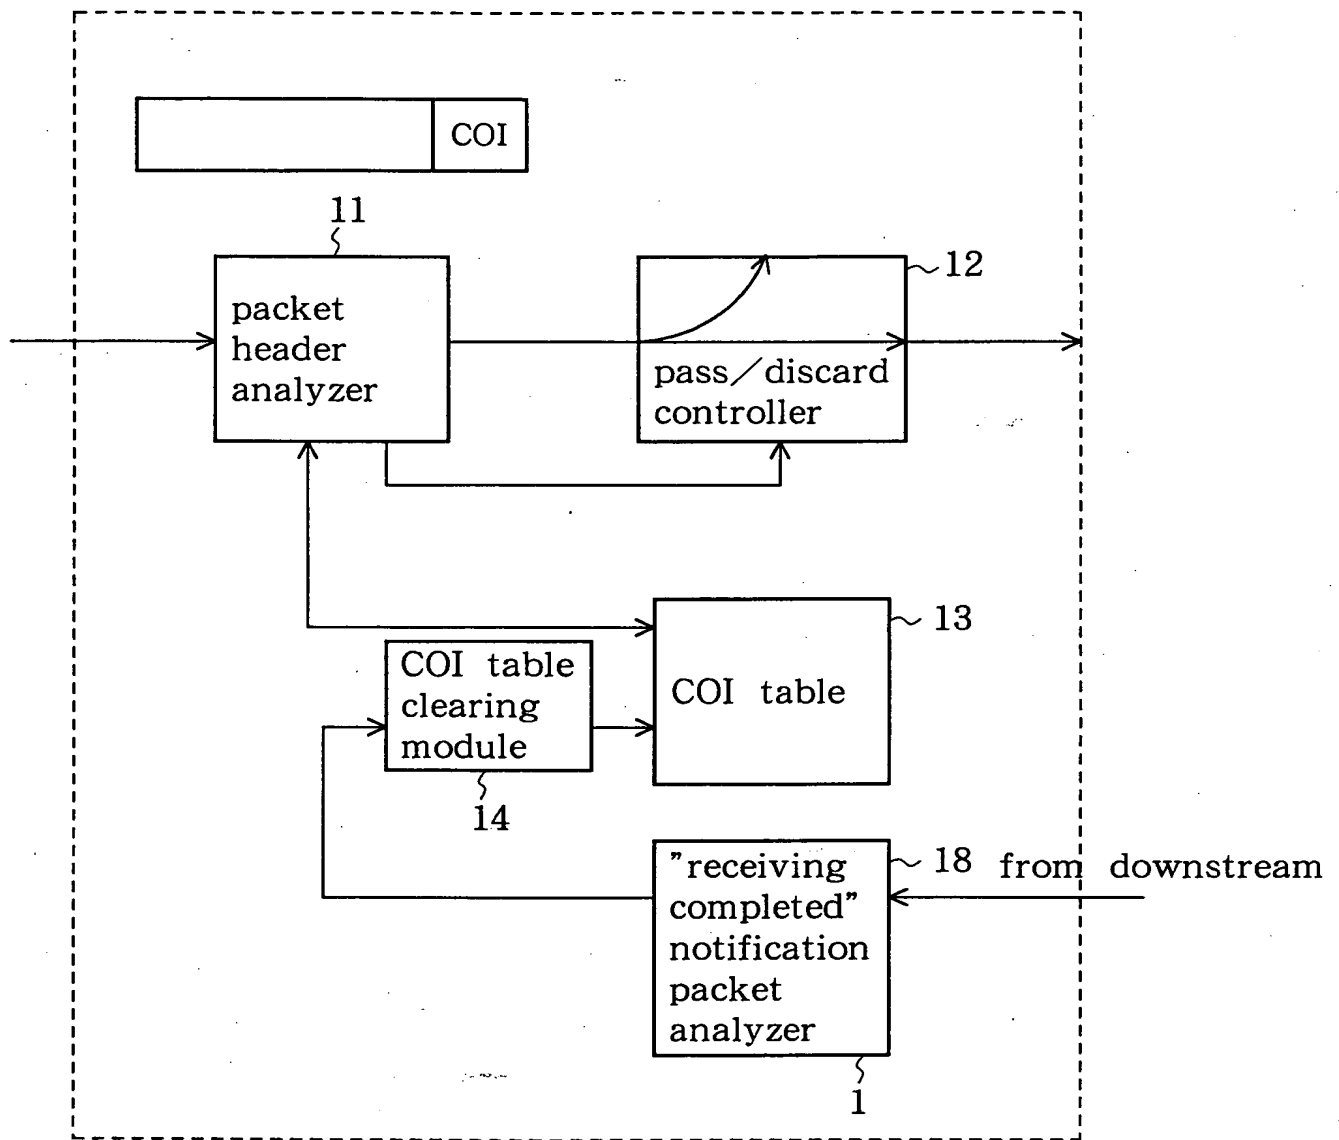 COI
11
packet
header
analyzer
12
pass/discard
controller
13
COI table
clearing
module
14
COI table
18 from downstream
"receiving
completed"
notification
packet
analyzer
1